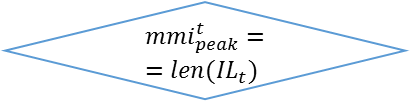 mmi^t_peak =
= len(IL_t)